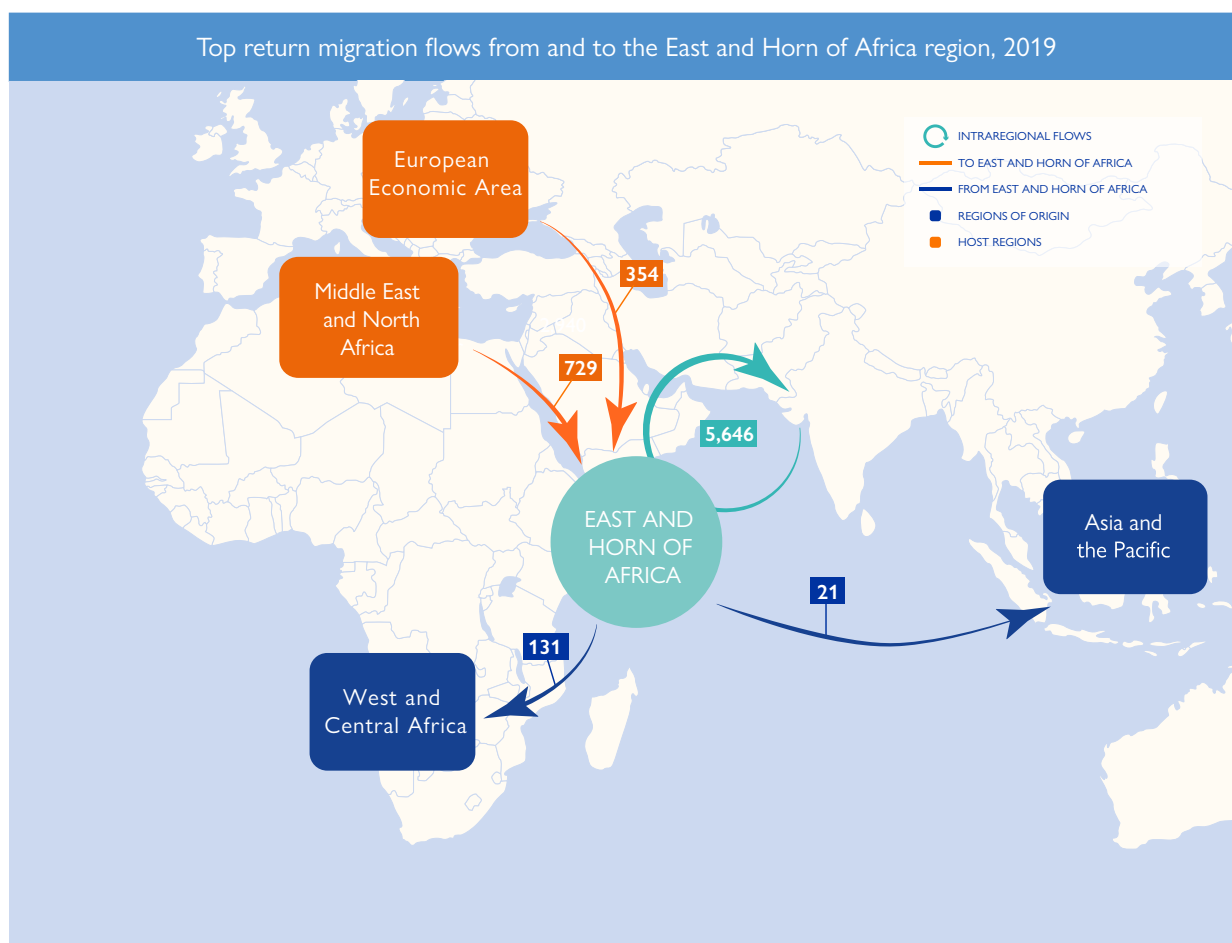 Top return migration flows from and to the East and Horn of Africa region, 2019
INTRAREGIONAL FLOWS
TO EAST AND HORN OF AFRICA
FROM EAST AND HORN OF AFRICA
REGIONS OF ORIGIN
HOST REGIONS
European
Economic Area
354
Middle East
and North
Africa
729
5,646
EAST AND
HORN OF
AFRICA
Asia and
the Pacific
21
131
West and
Central Africa